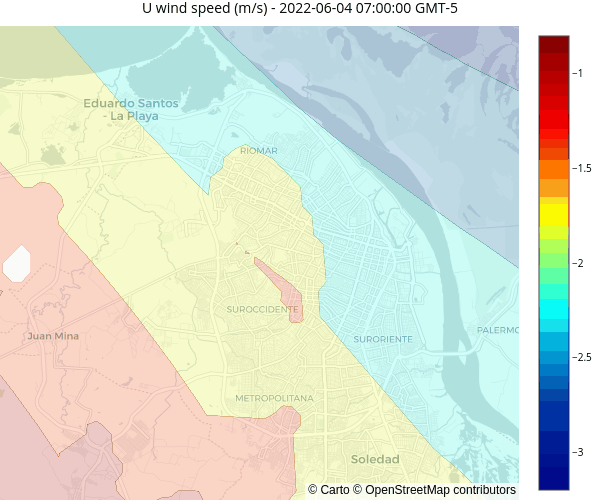 U wind speed (m/s) - 2022-06-04 07:00:00 GMT-5
Eduardo Santos
- La Playa
RIOMAR
SUROCCIDENTE
Juan Mina
SURORIENTE
PALERMO
METROPOLITANA
Soledad
© Carto © OpenStreetMap contributors
−1
−1.5
−2
−2.5
−3